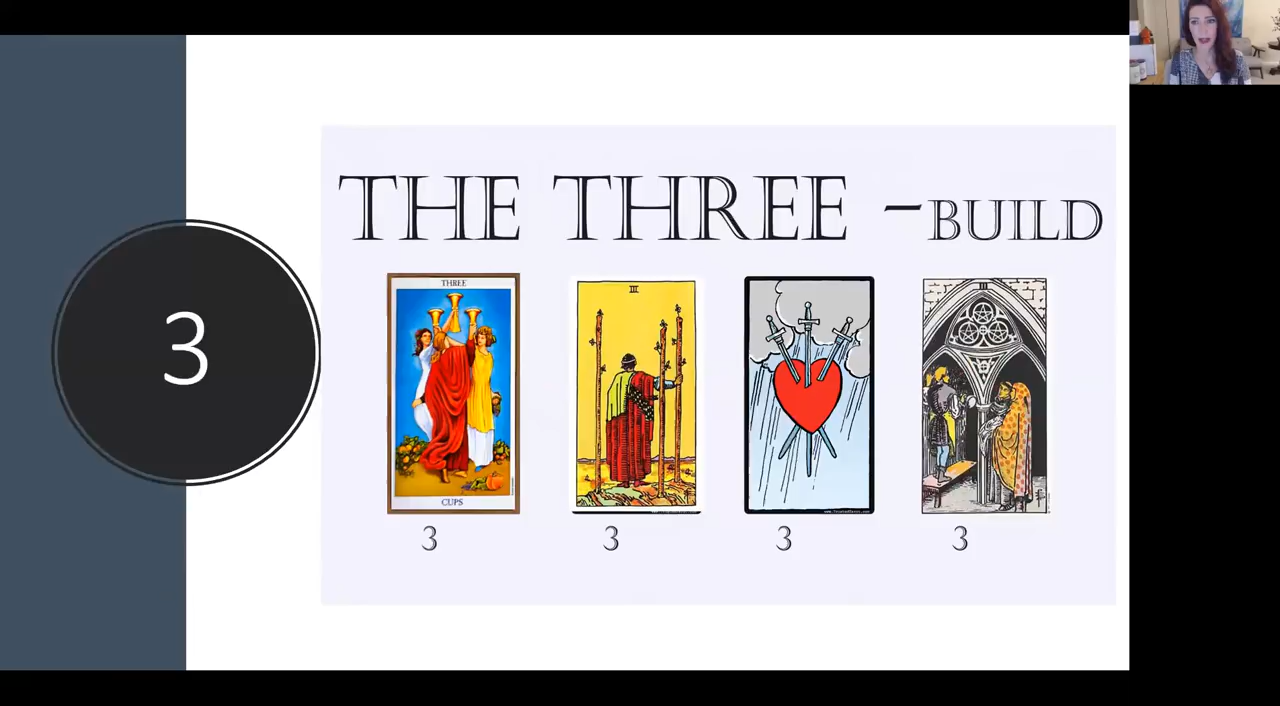 3
THE THREE - BUILD
THREE
CUPS
III
III
3 3 3 3